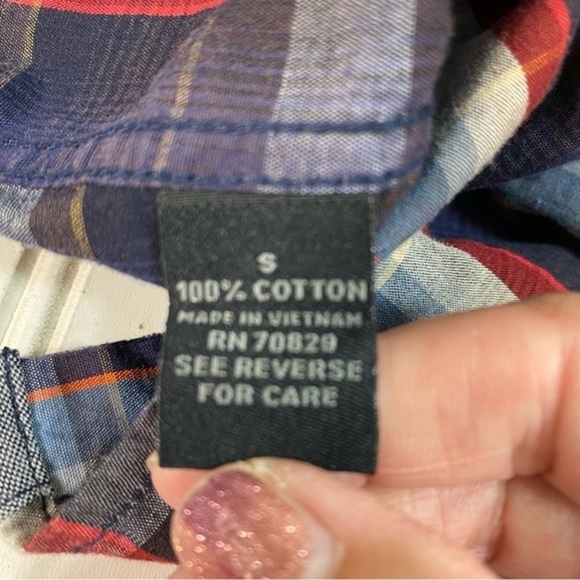 S
100% COTTON
MADE IN VIETNAM
RN 70829
SEE REVERSE
FOR CARE